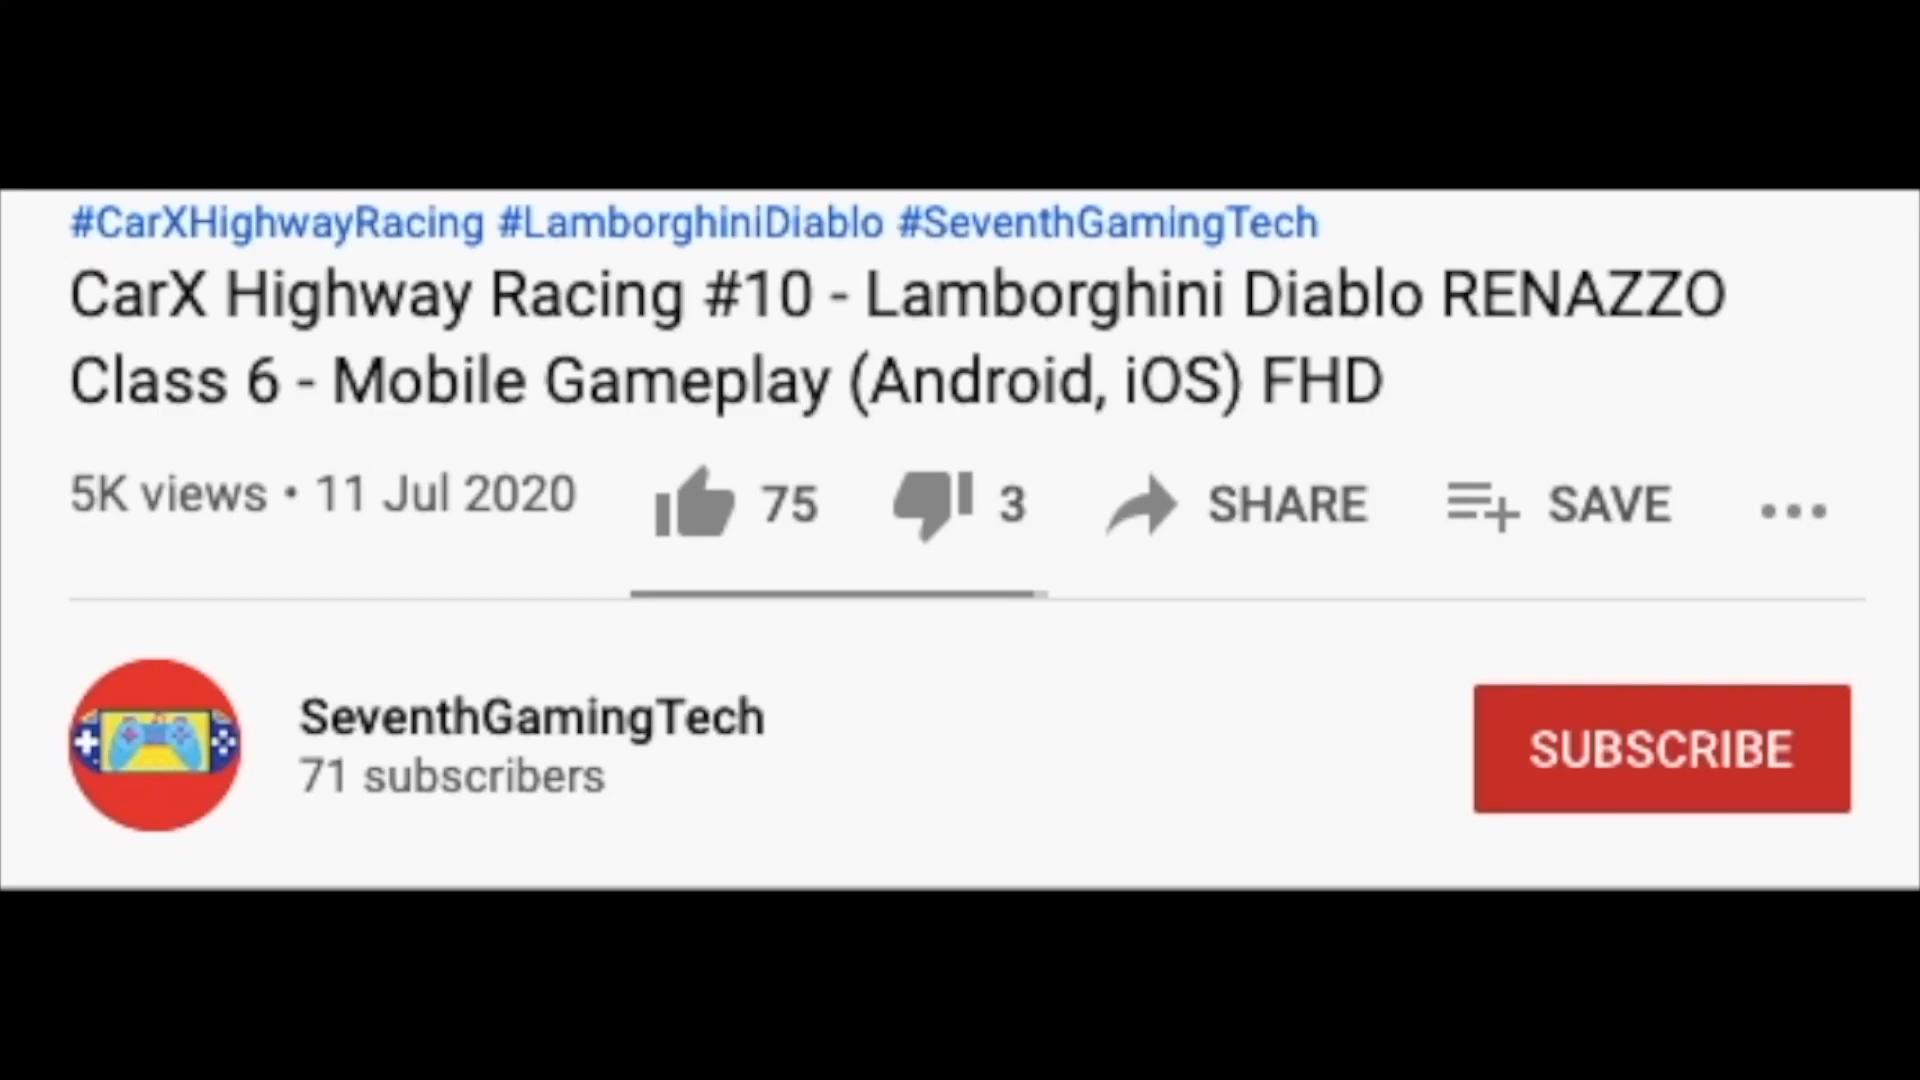 #CarXHighwayRacing #LamborghiniDiablo #SeventhGamingTech
CarX Highway Racing #10 - Lamborghini Diablo RENAZZO
Class 6 - Mobile Gameplay (Android, iOS) FHD
5K views • 11 Jul 2020 75 3 SHARE SAVE
SeventhGamingTech
71 subscribers
SUBSCRIBE